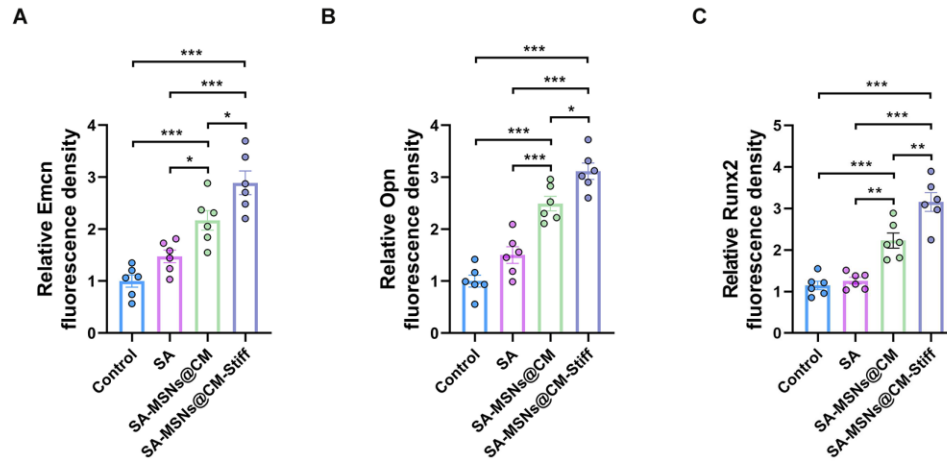 A
B
C
***
***
*
***
*
4
3
2
1
0
Relative Emcn
fluorescence density
Control
SA
SA-MSNs@CM
SA-MSNs@CM-Stiff
***
***
*
***
***
4
3
2
1
0
Relative Opn
fluorescence density
Control
SA
SA-MSNs@CM
SA-MSNs@CM-Stiff
***
***
**
***
**
5
4
3
2
1
0
Relative Runx2
fluorescence density
Control
SA
SA-MSNs@CM
SA-MSNs@CM-Stiff